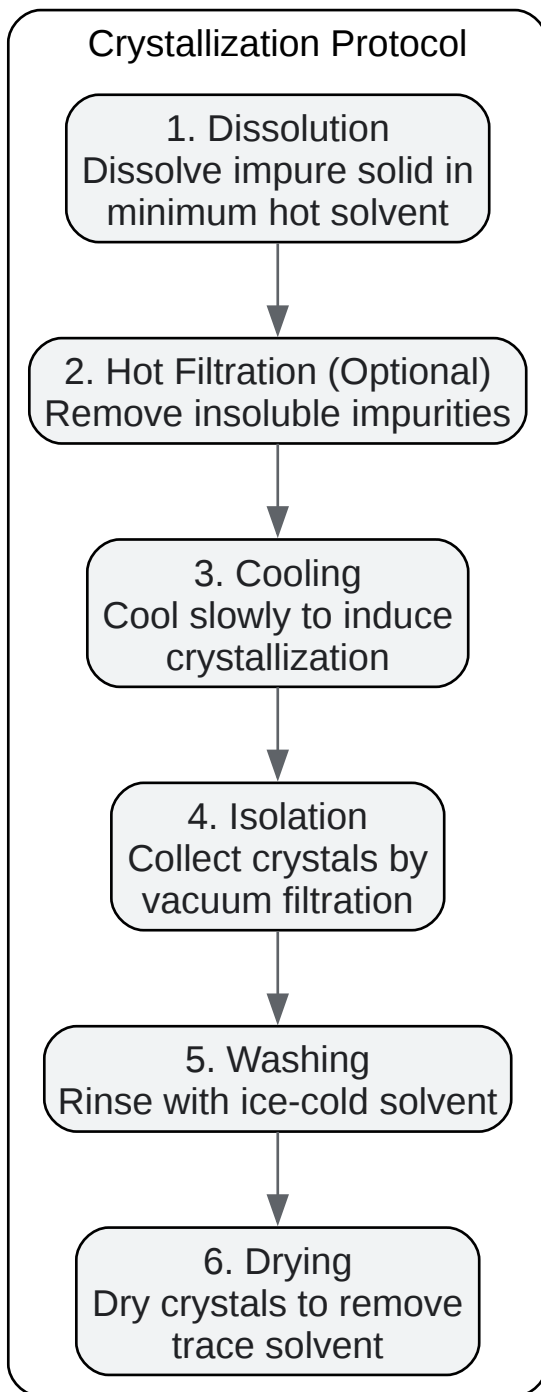 Crystallization Protocol
1. Dissolution
Dissolve impure solid in
minimum hot solvent
2. Hot Filtration (Optional)
Remove insoluble impurities
3. Cooling
Cool slowly to induce
crystallization
4. Isolation
Collect crystals by
vacuum filtration
5. Washing
Rinse with ice-cold solvent
6. Drying
Dry crystals to remove
trace solvent